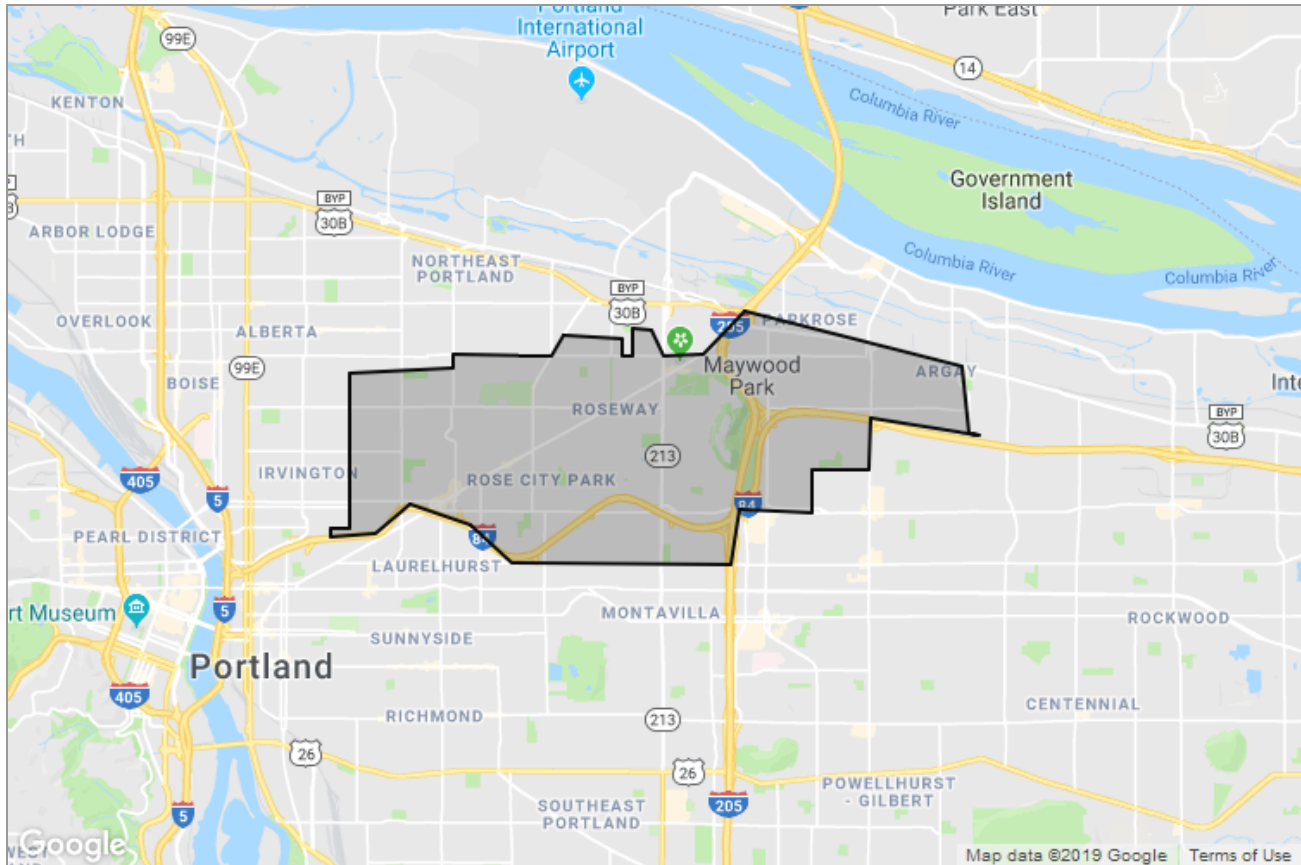 Portland
International
Airport
Park East
99E
14
KENTON
Columbia River
BYP
30B
Government
Island
ARBOR LODGE
NORTHEAST
PORTLAND
Columbia River
Columbia River
BYP
30B
OVERLOOK
ALBERTA
205
PARKROSE
99E
Maywood
Park
ARGAY
BOISE
Inte
ROSEWAY
BYP
30B
213
IRVINGTON
ROSE CITY PARK
405
5
84
PEARL DISTRICT
84
LAURELHURST
rt Museum
5
MONTAVILLA
ROCKWOOD
SUNNYSIDE
Portland
405
RICHMOND
213
CENTENNIAL
26
26
POWELLHURST
- GILBERT
5
SOUTHEAST
PORTLAND
205
Google
WEST
Map data ©2019 Google
Terms of Use